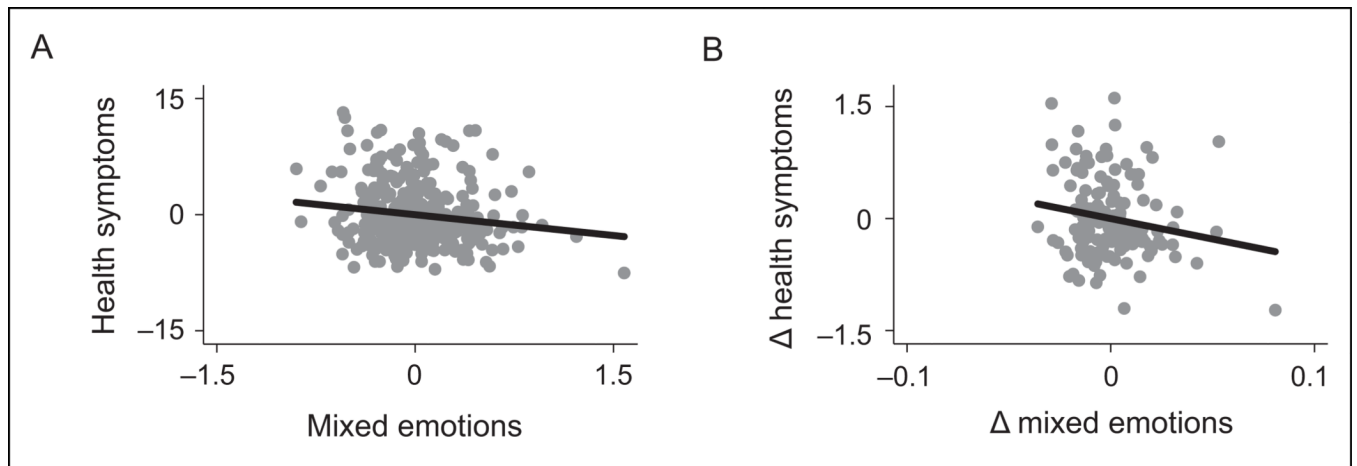 A
Health symptoms
15
0
–15
–1.5
0
1.5
Mixed emotions
B
Δ health symptoms
1.5
0
–1.5
–0.1
0
0.1
Δ mixed emotions